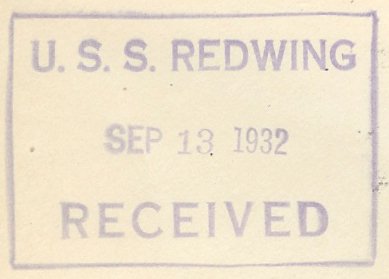 U. S. S. REDWING
SEP 13 1932
RECEIVED